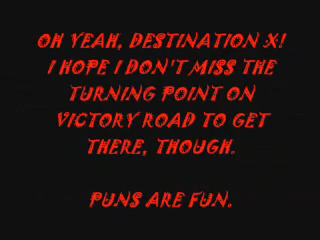 OH YEAH, DESTINATION X!
I HOPE I DON'T MISS THE
TURNING POINT ON
VICTORY ROAD TO GET
THERE, THOUGH.
PUNS ARE FUN.